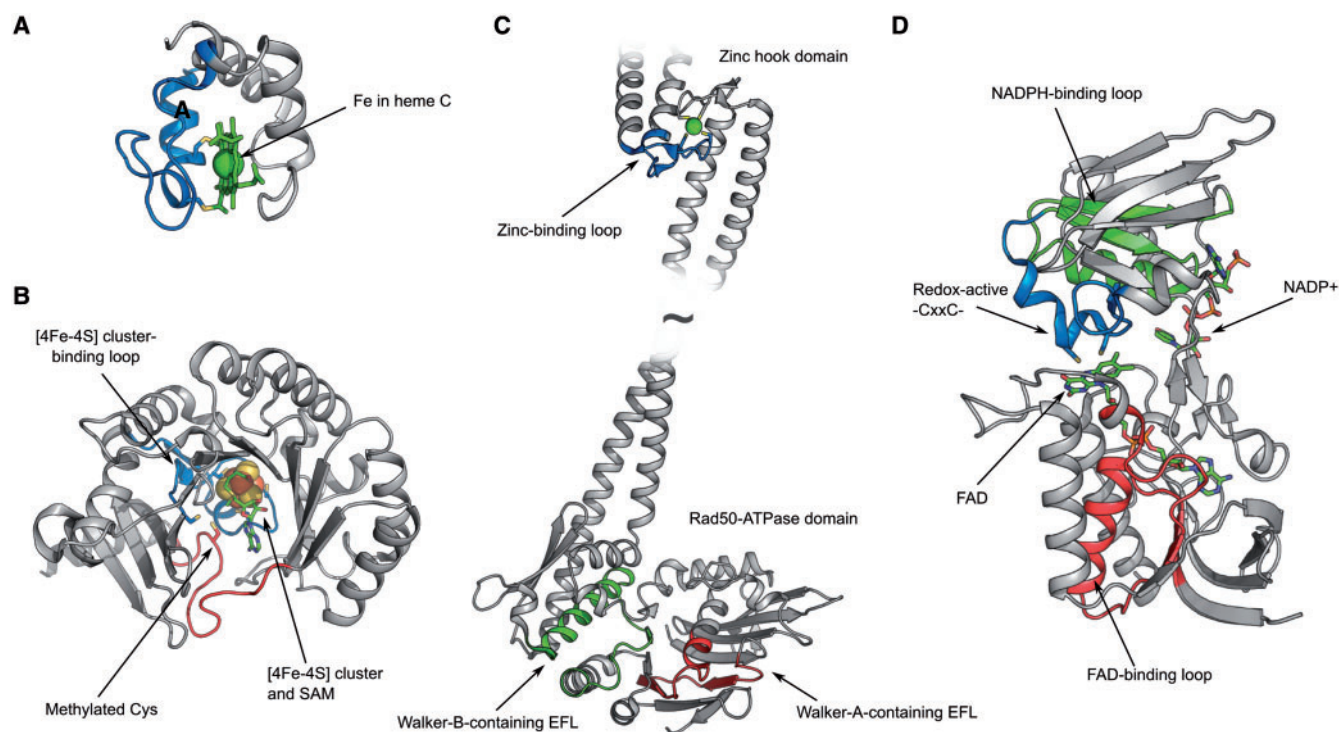 A
Fe in heme C
A
B
[4Fe-4S] cluster-
binding loop
[4Fe-4S] cluster
and SAM
Methylated Cys
C
Zinc hook domain
Zinc-binding loop
Rad50-ATPase domain
Walker-B-containing EFL
Walker-A-containing EFL
D
NADPH-binding loop
Redox-active
-CxxC-
NADP+
FAD
FAD-binding loop